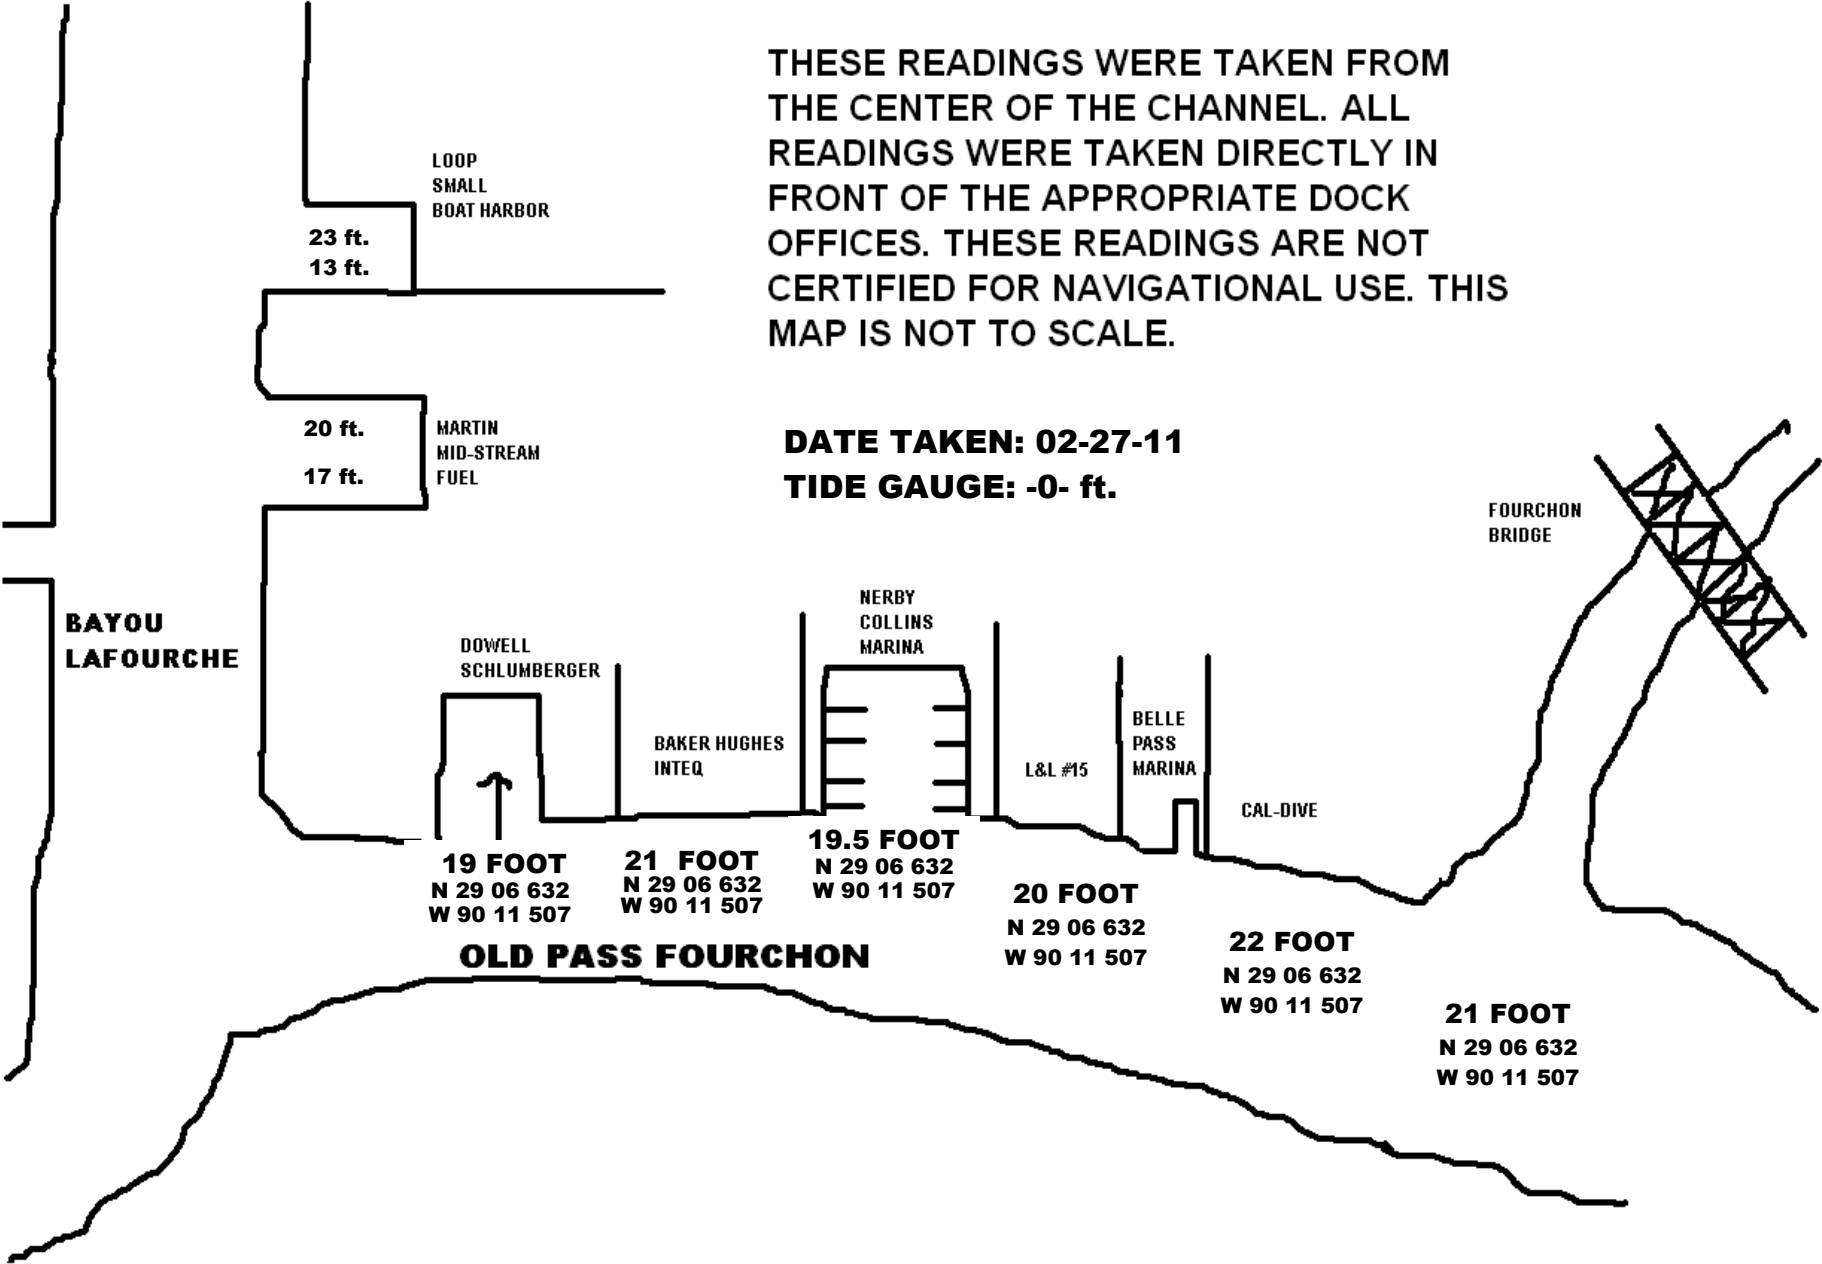 THESE READINGS WERE TAKEN FROM
THE CENTER OF THE CHANNEL. ALL
READINGS WERE TAKEN DIRECTLY IN
FRONT OF THE APPROPRIATE DOCK
OFFICES. THESE READINGS ARE NOT
CERTIFIED FOR NAVIGATIONAL USE. THIS
MAP IS NOT TO SCALE.
LOOP
SMALL
BOAT HARBOR
23 ft.
13 ft.
20 ft.
17 ft.
MARTIN
MID-STREAM
FUEL
DATE TAKEN: 02-27-11
TIDE GAUGE: -0- ft.
FOURCHON
BRIDGE
BAYOU
LAFOURCHE
DOWELL
SCHLUMBERGER
BAKER HUGHES
INTEQ
NERBY
COLLINS
MARINA
L&L #15
BELLE
PASS
MARINA
CAL-DIVE
19 FOOT
N 29 06 632
W 90 11 507
21 FOOT
N 29 06 632
W 90 11 507
19.5 FOOT
N 29 06 632
W 90 11 507
20 FOOT
N 29 06 632
W 90 11 507
22 FOOT
N 29 06 632
W 90 11 507
21 FOOT
N 29 06 632
W 90 11 507
OLD PASS FOURCHON